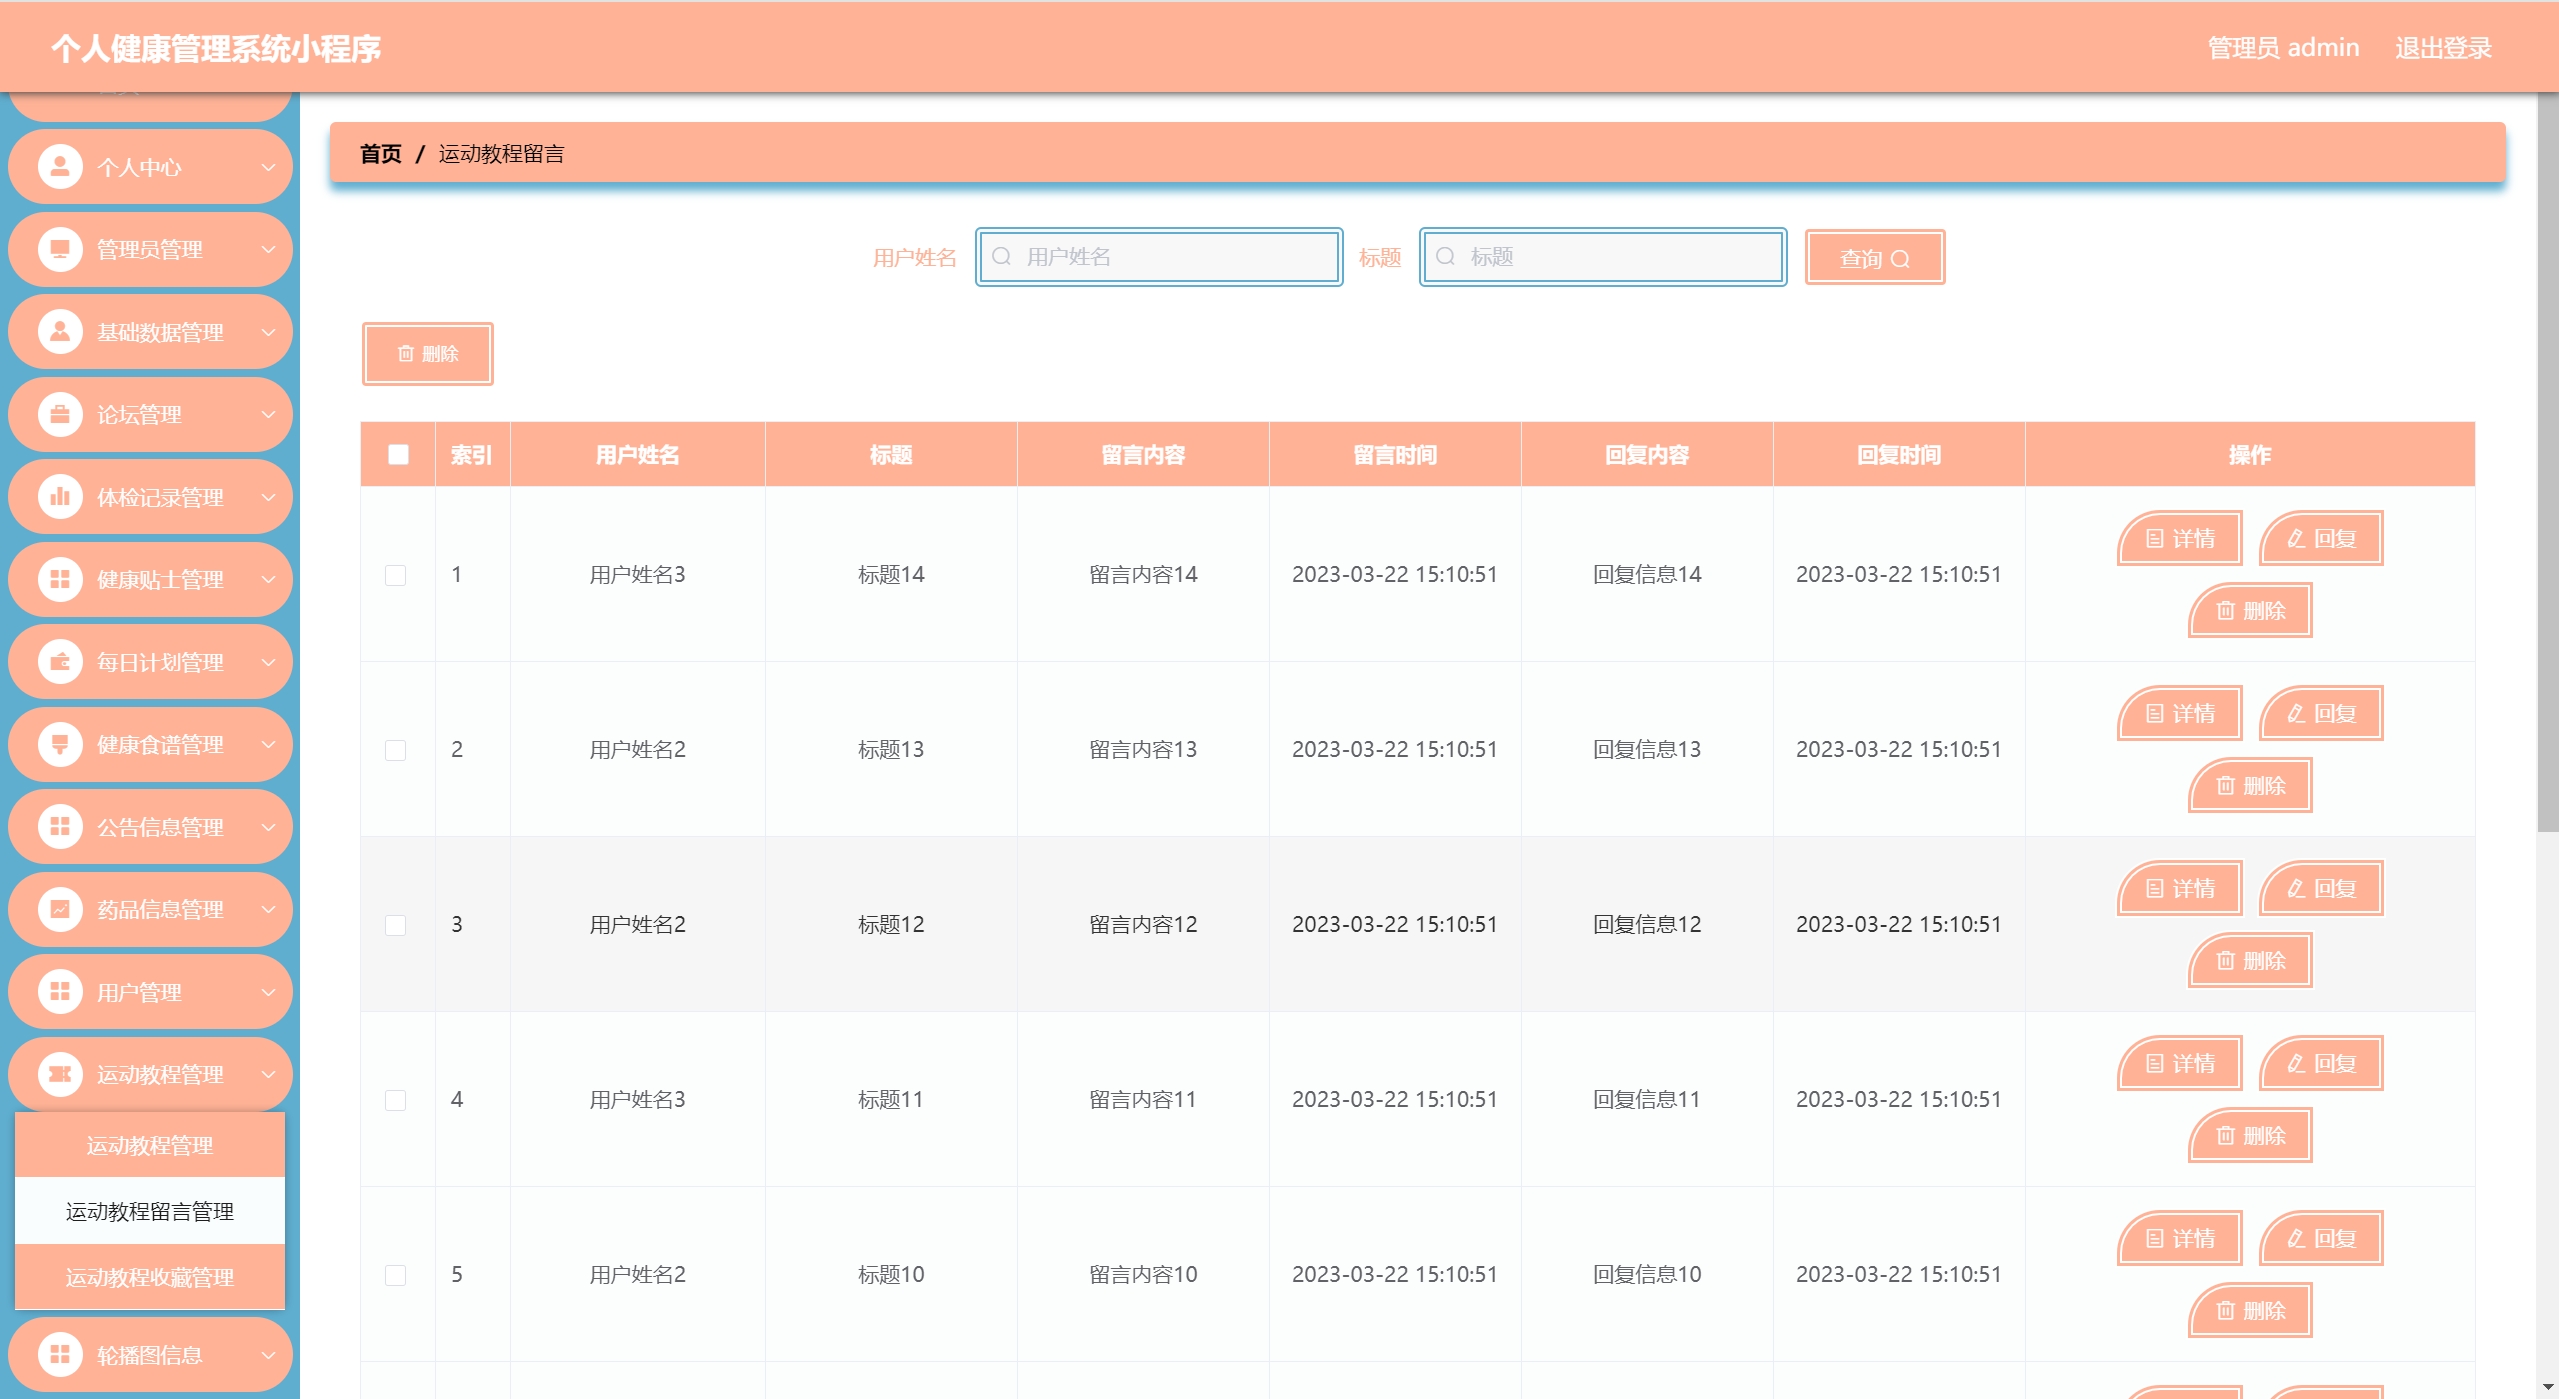 个人健康管理系统小程序
管理员 admin 退出登录
个人中心
管理员管理
基础数据管理
论坛管理
体检记录管理
健康贴士管理
每日计划管理
健康食谱管理
公告信息管理
药品信息管理
用户管理
运动教程管理
运动教程管理
运动教程留言管理
运动教程收藏管理
轮播图信息
首页 / 运动教程留言
用户姓名 用户姓名 标题 标题 查询
删除
索引 用户姓名 标题 留言内容 留言时间 回复内容 回复时间 操作
1 用户姓名3 标题14 留言内容14 2023-03-22 15:10:51 回复信息14 2023-03-22 15:10:51 详情 回复
删除
2 用户姓名2 标题13 留言内容13 2023-03-22 15:10:51 回复信息13 2023-03-22 15:10:51 详情 回复
删除
3 用户姓名2 标题12 留言内容12 2023-03-22 15:10:51 回复信息12 2023-03-22 15:10:51 详情 回复
删除
4 用户姓名3 标题11 留言内容11 2023-03-22 15:10:51 回复信息11 2023-03-22 15:10:51 详情 回复
删除
5 用户姓名2 标题10 留言内容10 2023-03-22 15:10:51 回复信息10 2023-03-22 15:10:51 详情 回复
删除